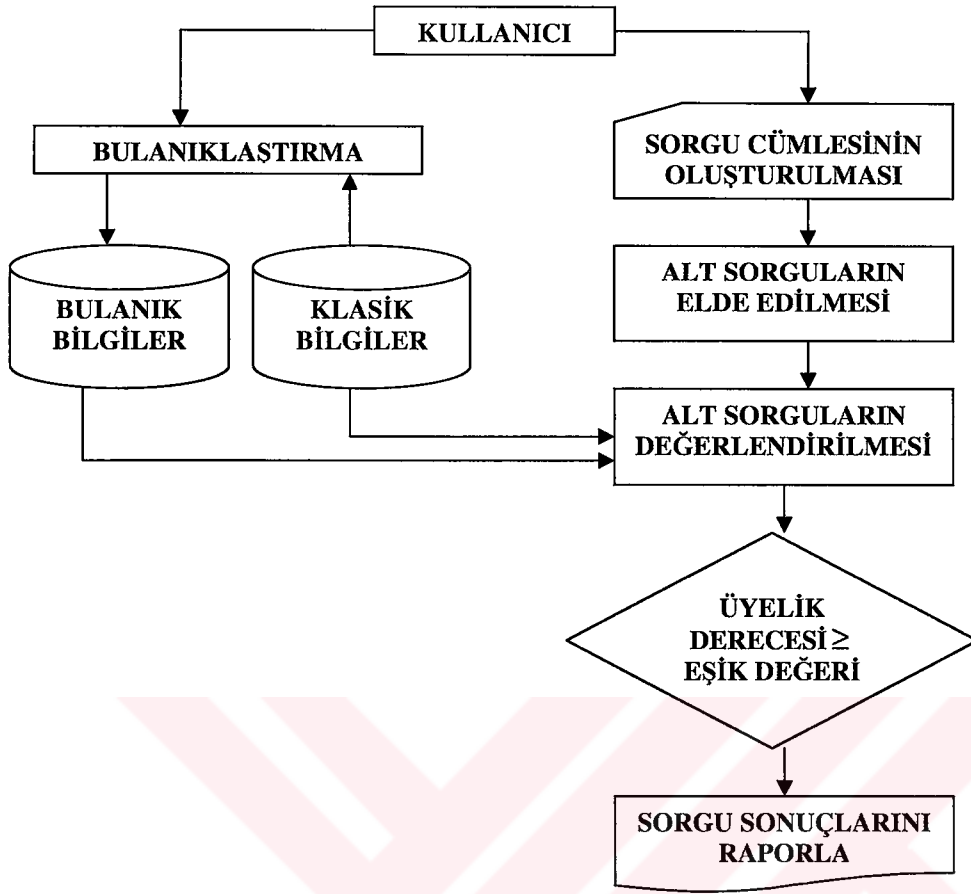 KULLANICI
BULANIKLAŞTIRMA
SORGU CÜMLESİNİN
OLUŞTURULMASI
BULANIK
BİLGİLER
KLASİK
BİLGİLER
ALT SORGULARIN
ELDE EDİLMESİ
ALT SORGULARIN
DEĞERLENDİRİLMESİ
ÜYELİK
DERECESİ ≥
EŞİK DEĞERİ
SORGU SONUÇLARINI
RAPORLA